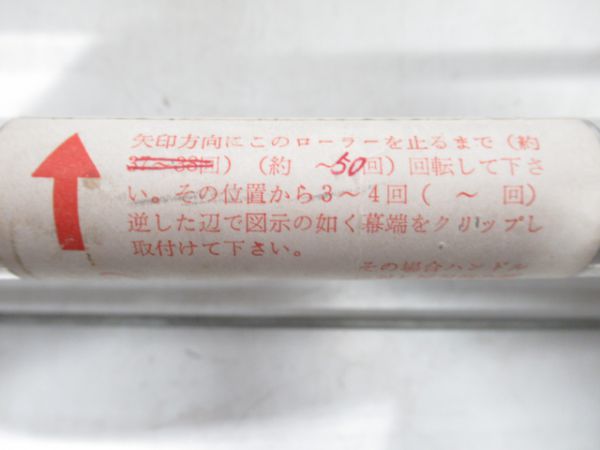 矢印方向にこのローラーを止るまで（約
37～38回）（約　～50回）回転して下さ
い。その位置から3～4回（　～　回）
逆した辺で図示の如く幕端をクリップし
取付けて下さい。
その場合ハンドル